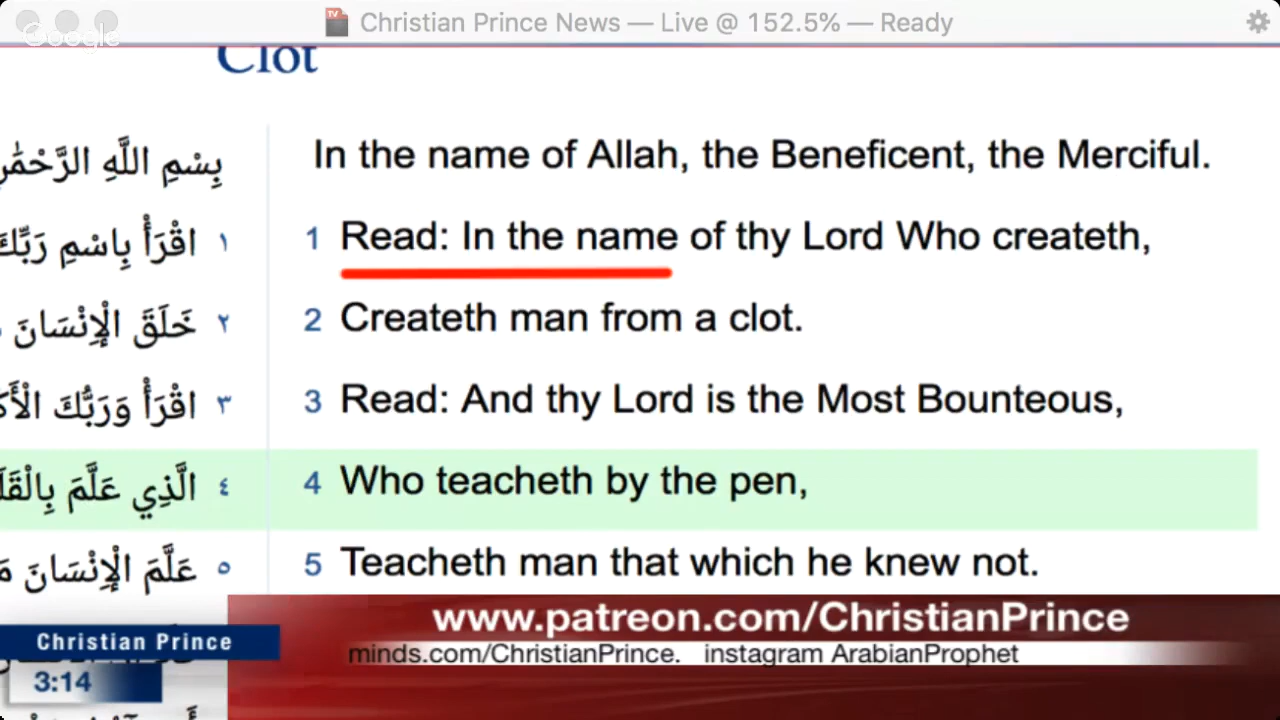 Christian Prince News — Live @ 152.5% — Ready
Google
Clot
بِسْمِ اللَّهِ
In the name of Allah, the Beneficent, the Merciful.
١ اقْرَأْ بِاسْمِ رَبِّكَ
1 Read: In the name of thy Lord Who createth,
٢ خَلَقَ الْإِنْسَانَ
2 Createth man from a clot.
٣ اقْرَأْ وَرَبُّكَ
3 Read: And thy Lord is the Most Bounteous,
٤ الَّذِي عَلَّمَ
4 Who teacheth by the pen,
٥ عَلَّمَ الْإِنْسَانَ
5 Teacheth man that which he knew not.
www.patreon.com/ChristianPrince
Christian Prince
minds.com/ChristianPrince. instagram ArabianProphet
3:14